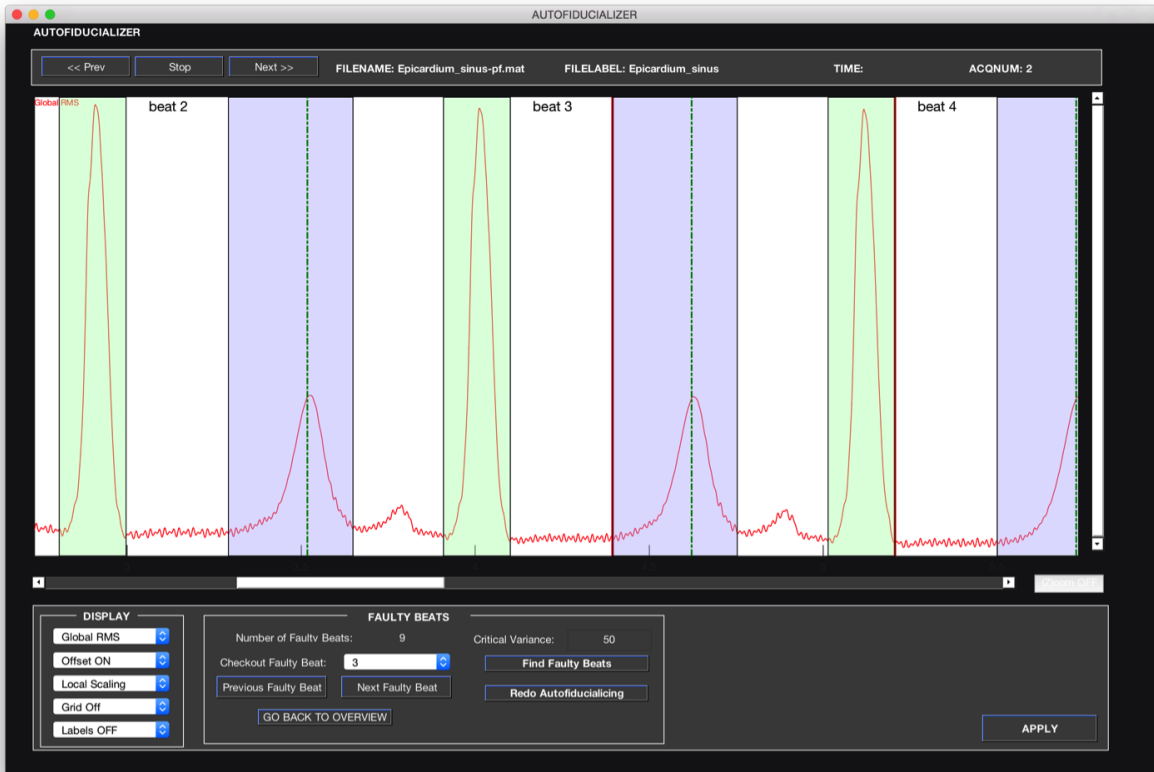 AUTOFIDUCIALIZER
AUTOFIDUCIALIZER
<< Prev Stop Next >> FILENAME: Epicardium_sinus-pf.mat FILELABEL: Epicardium_sinus TIME: ACQNUM: 2
Global RMS beat 2 beat 3 beat 4
Zoom OFF
DISPLAY FAULTY BEATS
Global RMS Number of Faulty Beats: 9 Critical Variance: 50
Offset ON Checkout Faulty Beat: 3 Find Faulty Beats
Local Scaling Previous Faulty Beat Next Faulty Beat Redo Autofiducialicing
Grid Off GO BACK TO OVERVIEW
Labels OFF APPLY